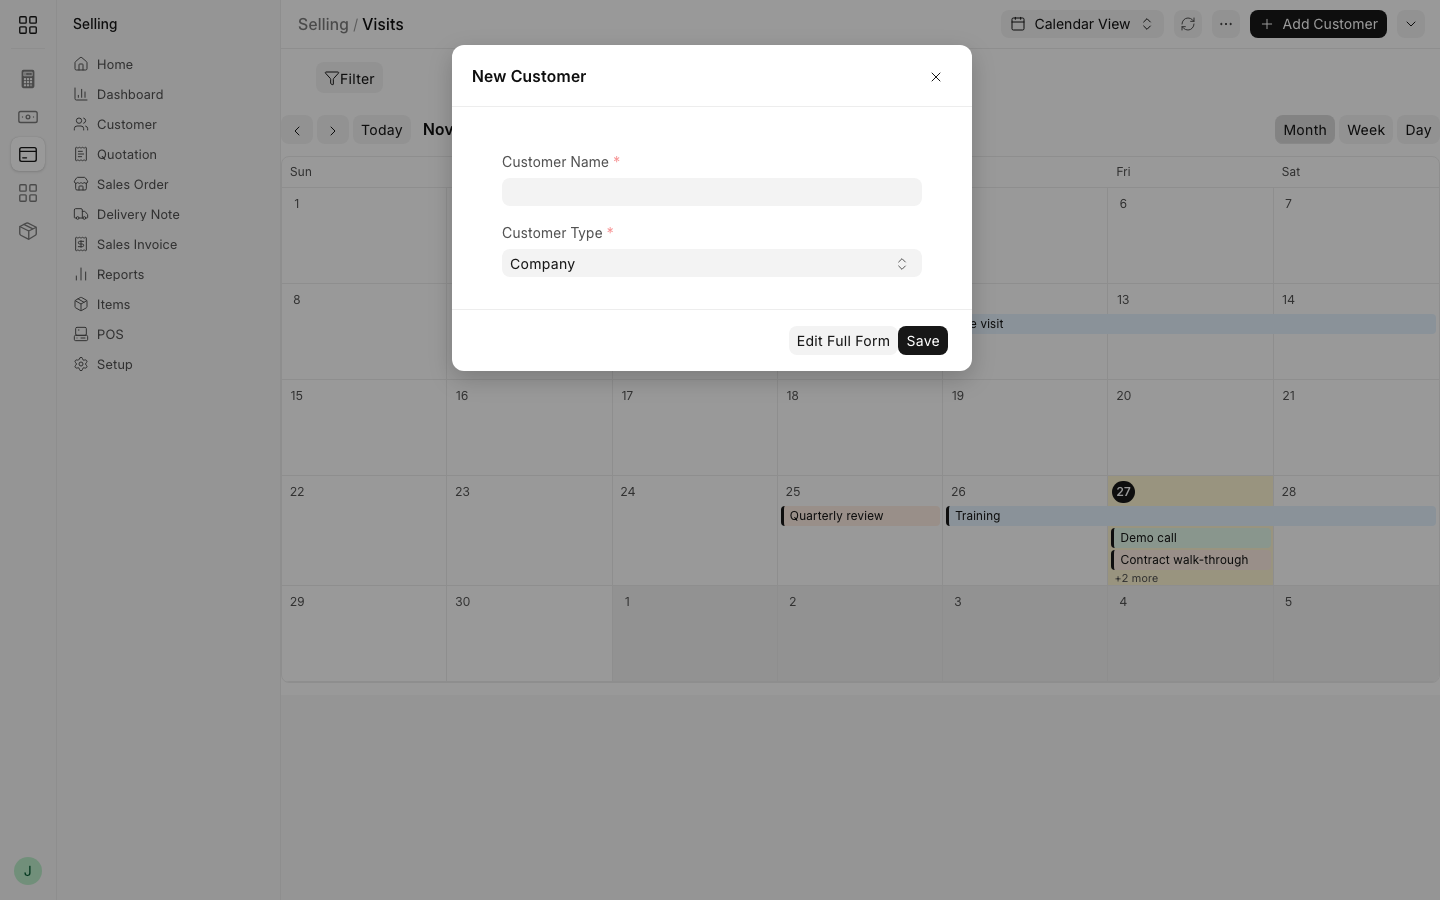 Selling
Home
Dashboard
Customer
Quotation
Sales Order
Delivery Note
Sales Invoice
Reports
Items
POS
Setup
J
Selling / Visits
Calendar View
Add Customer
Filter
Today
Nov
Month
Week
Day
New Customer
Customer Name *
Customer Type *
Company
Edit Full Form
Save
Sun
Fri
Sat
1
6
7
8
13
14
e visit
15
16
17
18
19
20
21
22
23
24
25
26
27
28
Quarterly review
Training
Demo call
Contract walk-through
+2 more
29
30
1
2
3
4
5